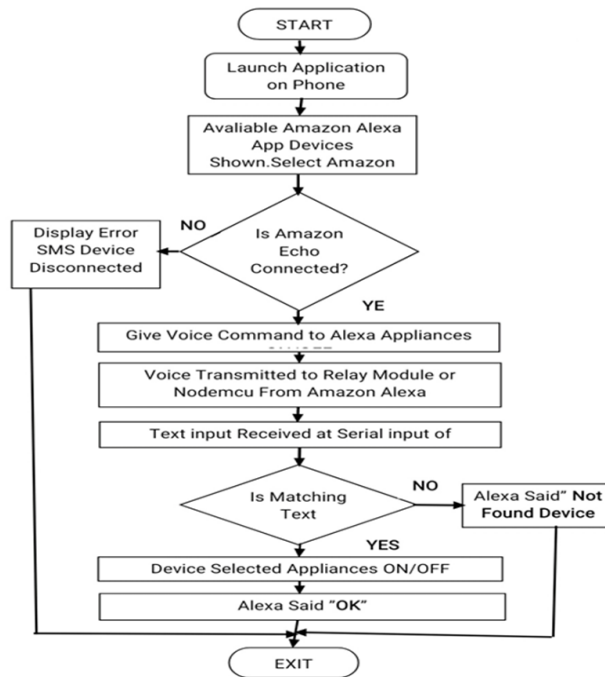 START
Launch Application
on Phone
Avaliable Amazon Alexa
App Devices
Shown.Select Amazon
NO
Display Error
SMS Device
Disconnected
Is Amazon
Echo
Connected?
YE
Give Voice Command to Alexa Appliances
Voice Transmitted to Relay Module or
Nodemcu From Amazon Alexa
Text input Received at Serial input of
Is Matching
Text
NO
Alexa Said" Not
Found Device
YES
Device Selected Appliances ON/OFF
Alexa Said "OK"
EXIT